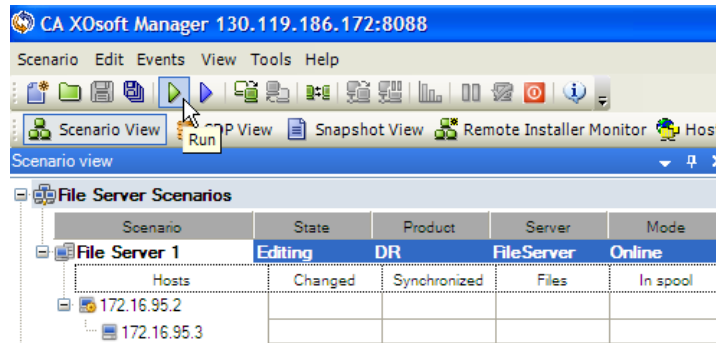 CA XOsoft Manager 130.119.186.172:8088
Scenario Edit Events View Tools Help
Scenario View DP View Snapshot View Remote Installer Monitor Hos
Run
Scenario view
File Server Scenarios
Scenario State Product Server Mode
File Server 1 Editing DR FileServer Online
Hosts Changed Synchronized Files In spool
172.16.95.2
172.16.95.3